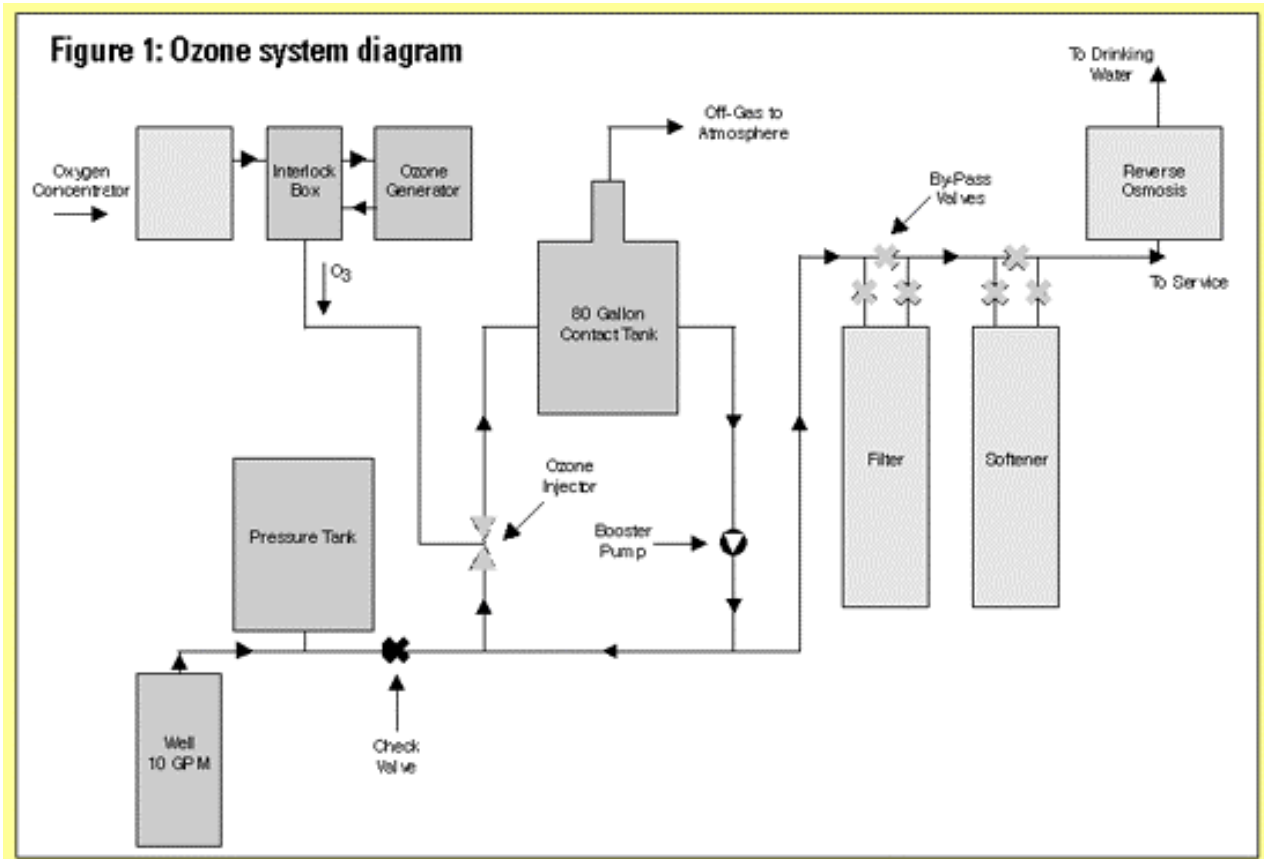 Figure 1: Ozone system diagram
To Drinking
Water
Off-Gas to
Atmosphere
Oxygen
Concentrator
Interlock
Box
Ozone
Generator
By-Pass
Valves
Reverse
Osmosis
O3
To Service
80 Gallon
Contact Tank
Filter
Softener
Ozone
Injector
Pressure Tank
Booster
Pump
Well
10 GPM
Check
Valve